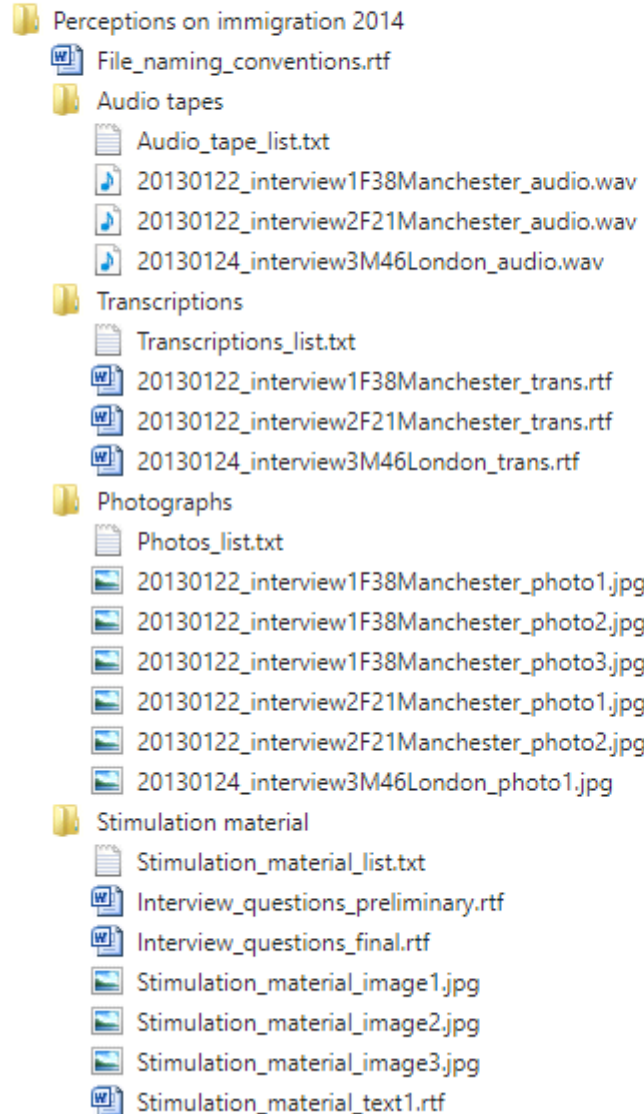 Perceptions on immigration 2014
File_naming_conventions.rtf
Audio tapes
Audio_tape_list.txt
20130122_interview1F38Manchester_audio.wav
20130122_interview2F21Manchester_audio.wav
20130124_interview3M46London_audio.wav
Transcriptions
Transcriptions_list.txt
20130122_interview1F38Manchester_trans.rtf
20130122_interview2F21Manchester_trans.rtf
20130124_interview3M46London_trans.rtf
Photographs
Photos_list.txt
20130122_interview1F38Manchester_photo1.jpg
20130122_interview1F38Manchester_photo2.jpg
20130122_interview1F38Manchester_photo3.jpg
20130122_interview2F21Manchester_photo1.jpg
20130122_interview2F21Manchester_photo2.jpg
20130124_interview3M46London_photo1.jpg
Stimulation material
Stimulation_material_list.txt
Interview_questions_preliminary.rtf
Interview_questions_final.rtf
Stimulation_material_image1.jpg
Stimulation_material_image2.jpg
Stimulation_material_image3.jpg
Stimulation_material_text1.rtf